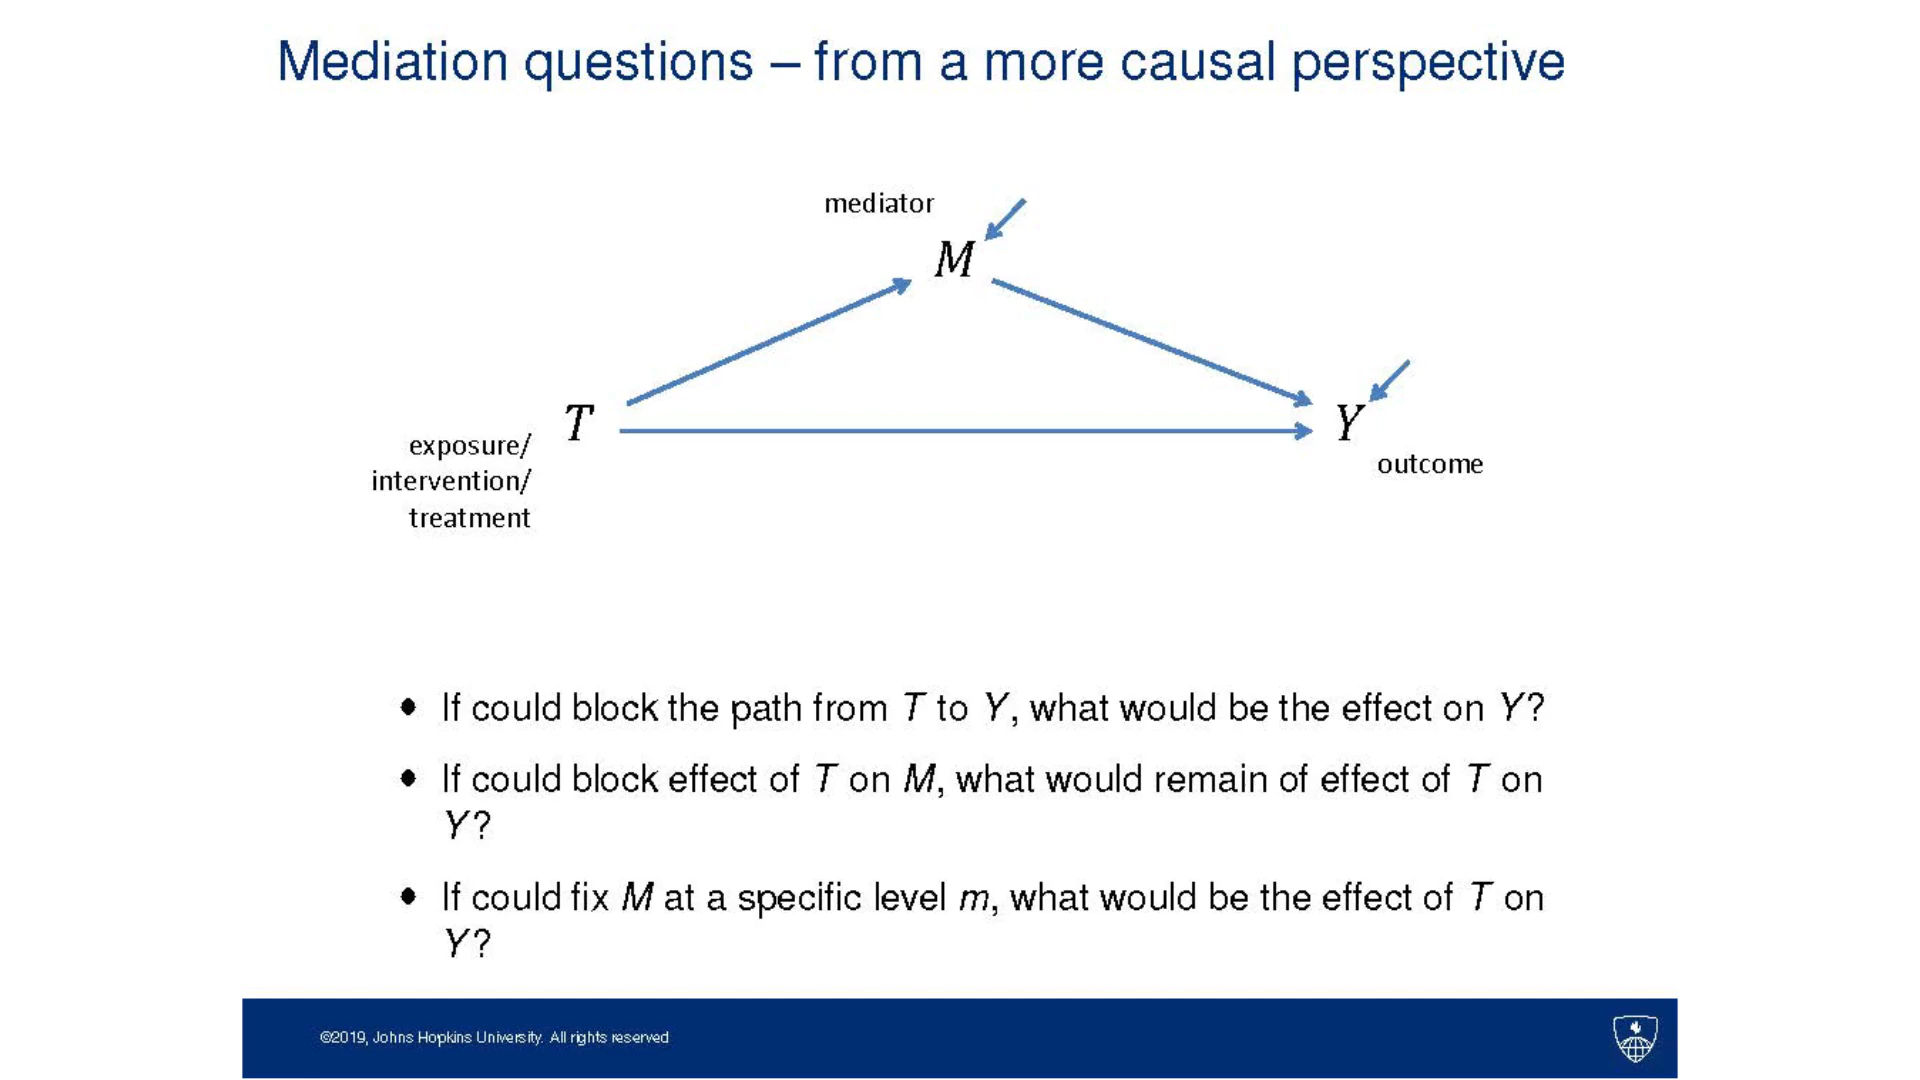 Mediation questions – from a more causal perspective
mediator
M
T
Y
exposure/
intervention/
treatment
outcome
• If could block the path from T to Y, what would be the effect on Y?
• If could block effect of T on M, what would remain of effect of T on
Y?
• If could fix M at a specific level m, what would be the effect of T on
Y?
©2019, Johns Hopkins University. All rights reserved